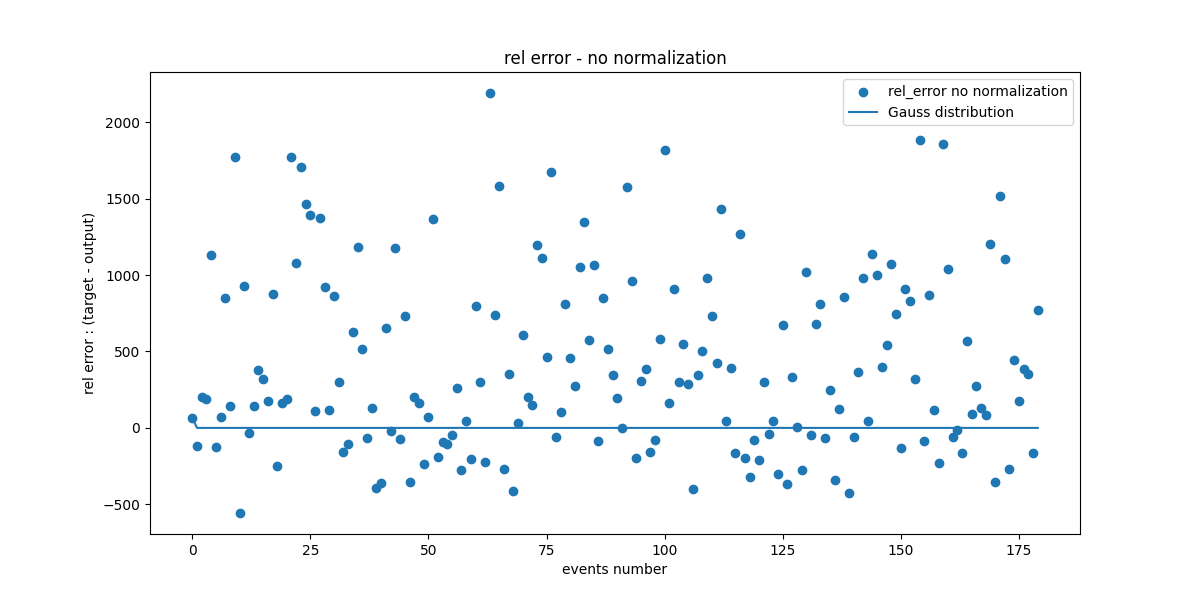 rel error - no normalization
rel_error no normalization
Gauss distribution
rel error : (target - output)
2000
1500
1000
500
0
−500
0 25 50 75 100 125 150 175
events number